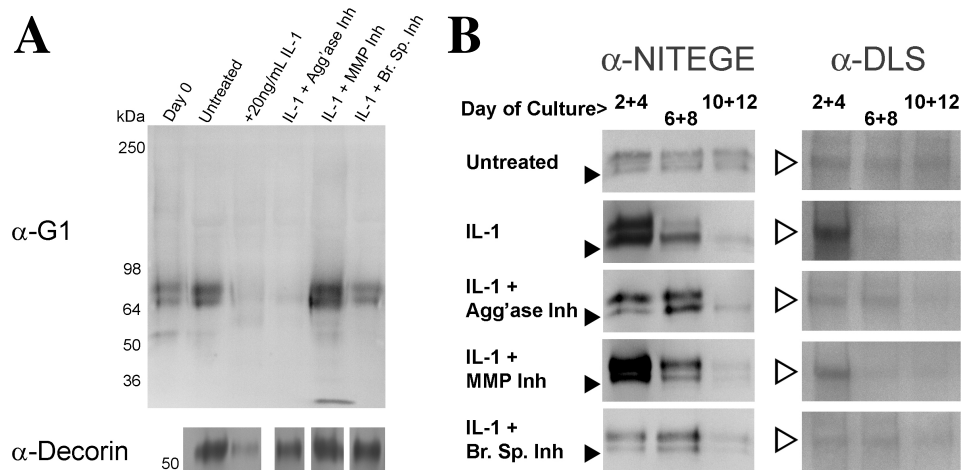 A
Day 0
Untreated
+20ng/mL IL-1
IL-1 + Agg'ase Inh
IL-1 + MMP Inh
IL-1 + Br. Sp. Inh
kDa
250
98
64
50
36
α-G1
α-Decorin
50
B
α-NITEGE
α-DLS
Day of Culture>
2+4
6+8
10+12
2+4
6+8
10+12
Untreated
IL-1
IL-1 +
Agg'ase Inh
IL-1 +
MMP Inh
IL-1 +
Br. Sp. Inh